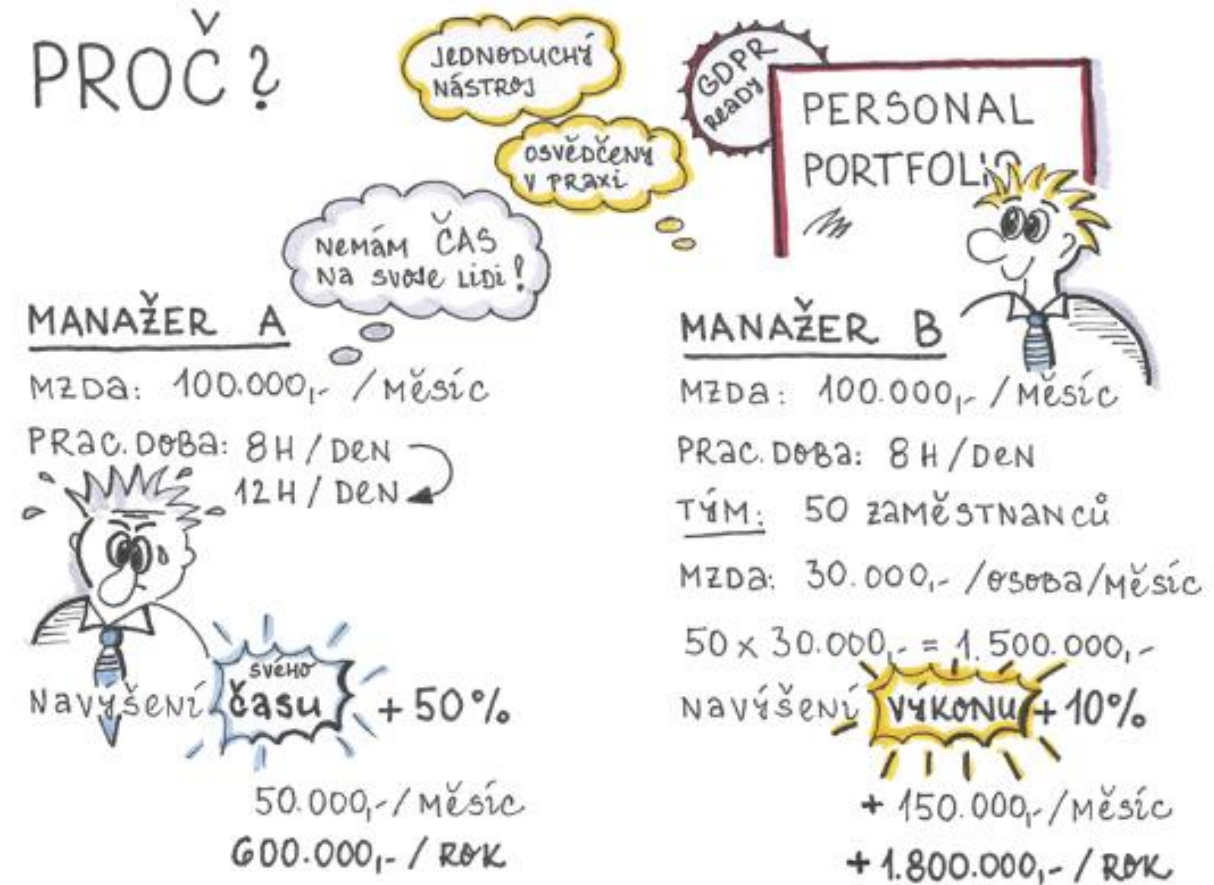 PROČ?
JEDNODUCHÝ
NÁSTROJ
OSVĚDČENÝ
V PRAXI
GDPR
READY
PERSONAL
PORTFOLIO
NEMÁM ČAS
NA SVOJE LIDI!
MANAŽER A
MZDA: 100.000,- / MĚSÍC
PRAC. DOBA: 8H / DEN
12H / DEN
NAVÝŠENÍ SVÉHO ČASU +50%
50.000,- / MĚSÍC
600.000,- / ROK
MANAŽER B
MZDA: 100.000,- / MĚSÍC
PRAC. DOBA: 8H / DEN
TÝM: 50 ZAMĚSTNANCŮ
MZDA: 30.000,- /OSOBA/MĚSÍC
50 x 30.000,- = 1.500.000,-
NAVÝŠENÍ VÝKONU +10%
+ 150.000,- / MĚSÍC
+ 1.800.000,- / ROK